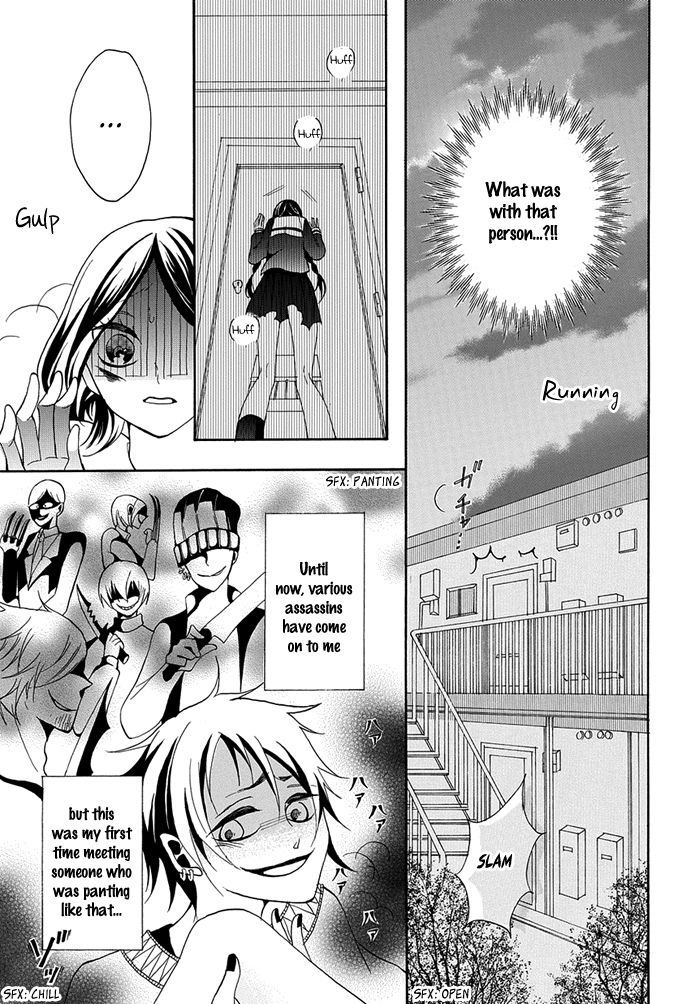 What was
with that
person...?!!
Running
ガチャ...
SLAM
SFX: OPEN
Huff
Huff
Huff
SFX: PANTING
...
Gulp
Until
now, various
assassins
have come
on to me
ハァ
ハァ
ハァ
but this
was my first
time meeting
someone who
was panting
like that...
ゾッ
SFX: CHILL